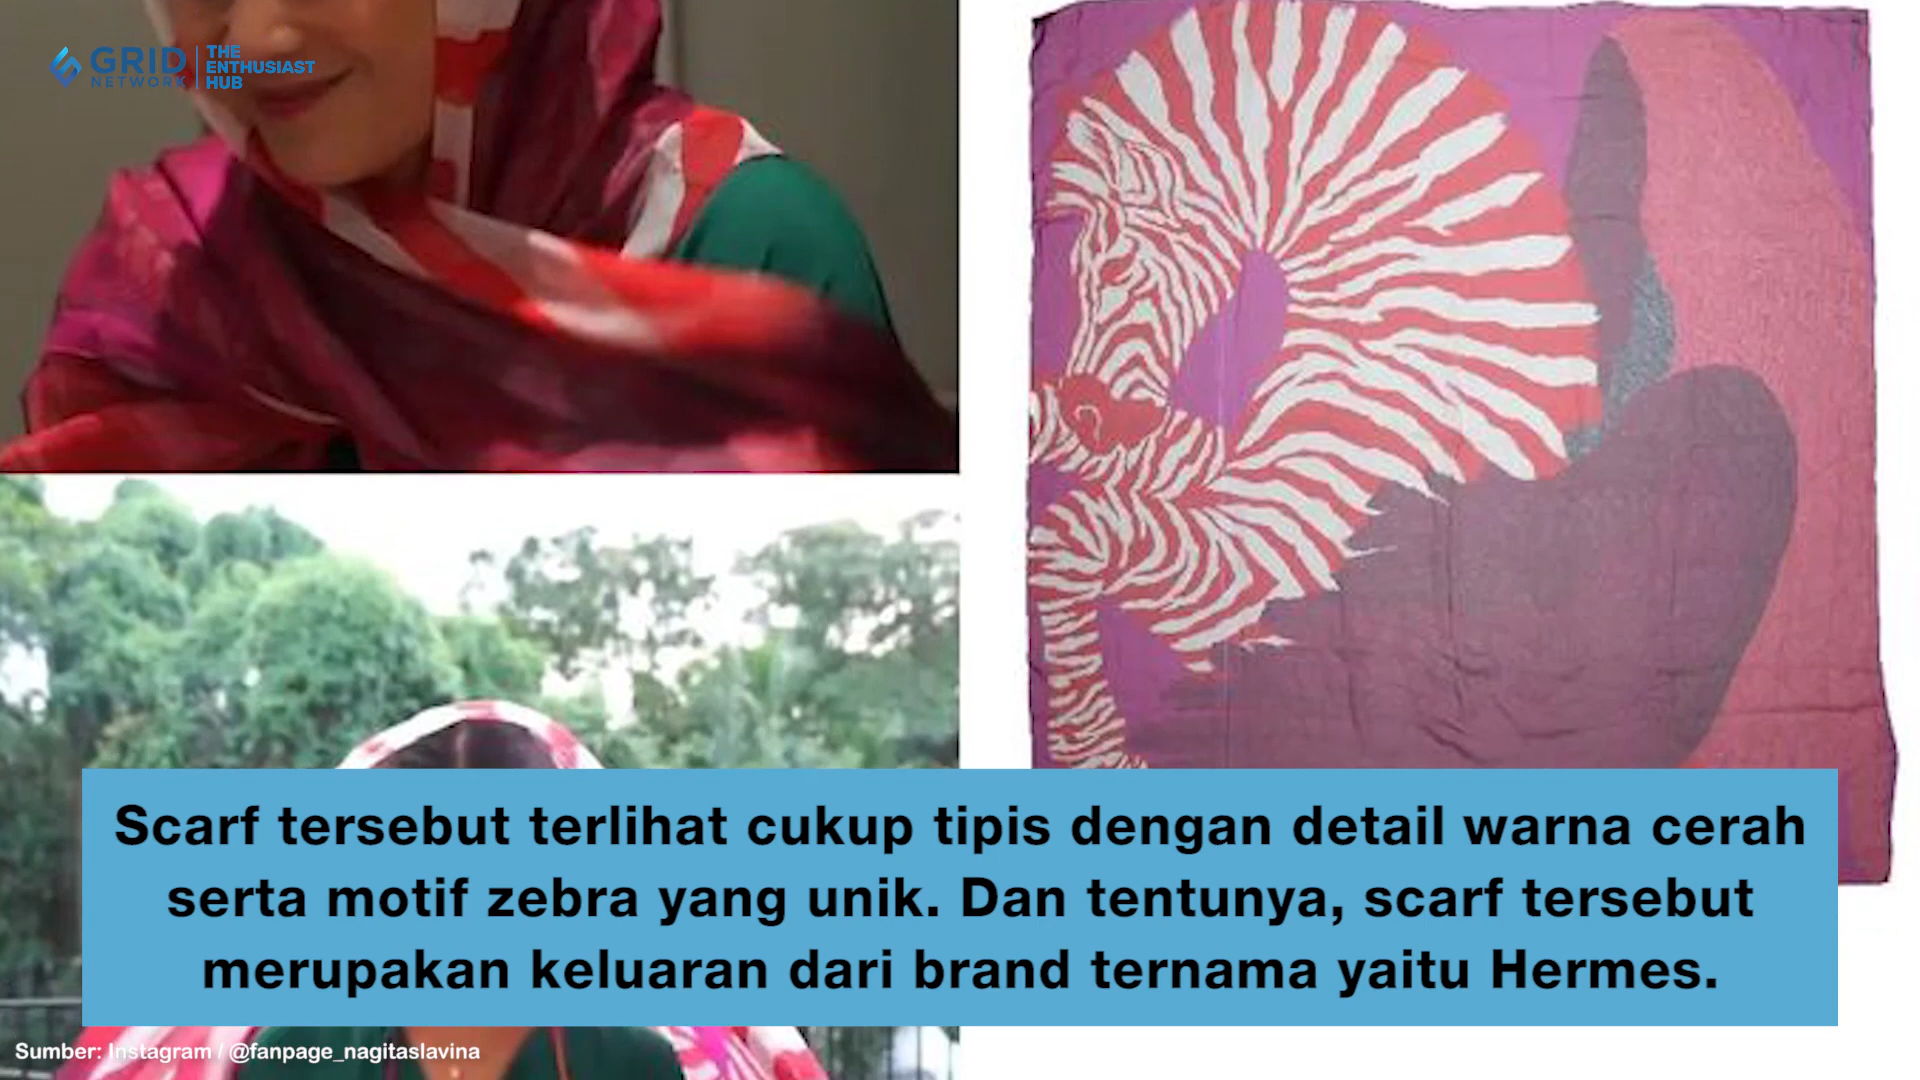 GRID
NETWORK
THE
ENTHUSIAST
HUB
Scarf tersebut terlihat cukup tipis dengan detail warna cerah
serta motif zebra yang unik. Dan tentunya, scarf tersebut
merupakan keluaran dari brand ternama yaitu Hermes.
Sumber: Instagram / @fanpage_nagitaslavina